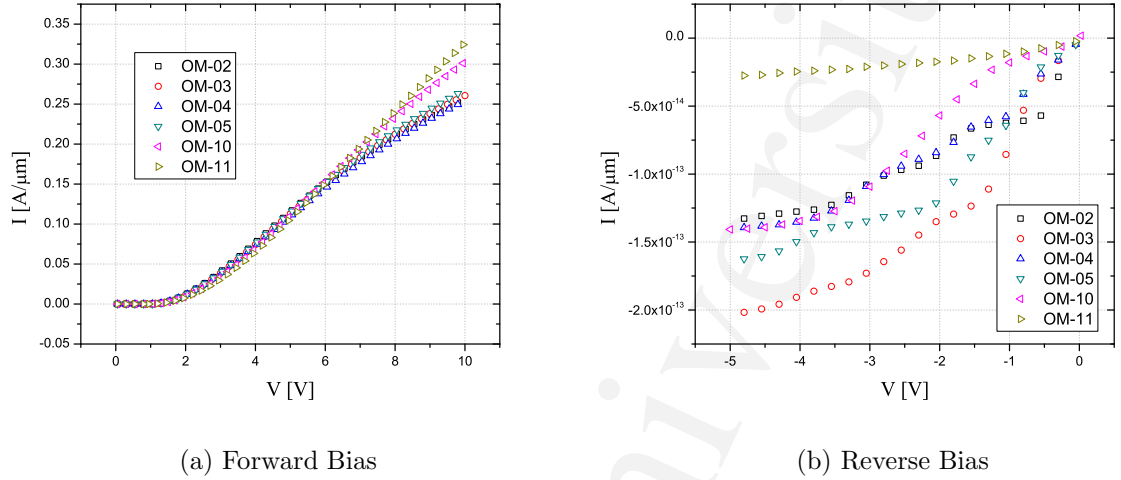 0.35
0.30
0.25
0.20
0.15
0.10
0.05
0.00
-0.05
I [A/μm]
OM-02
OM-03
OM-04
OM-05
OM-10
OM-11
0
2
4
6
8
10
V [V]
(a) Forward Bias
0.0
-5.0x10⁻¹⁴
-1.0x10⁻¹³
-1.5x10⁻¹³
-2.0x10⁻¹³
I [A/μm]
OM-02
OM-03
OM-04
OM-05
OM-10
OM-11
-5
-4
-3
-2
-1
0
V [V]
(b) Reverse Bias
niversi